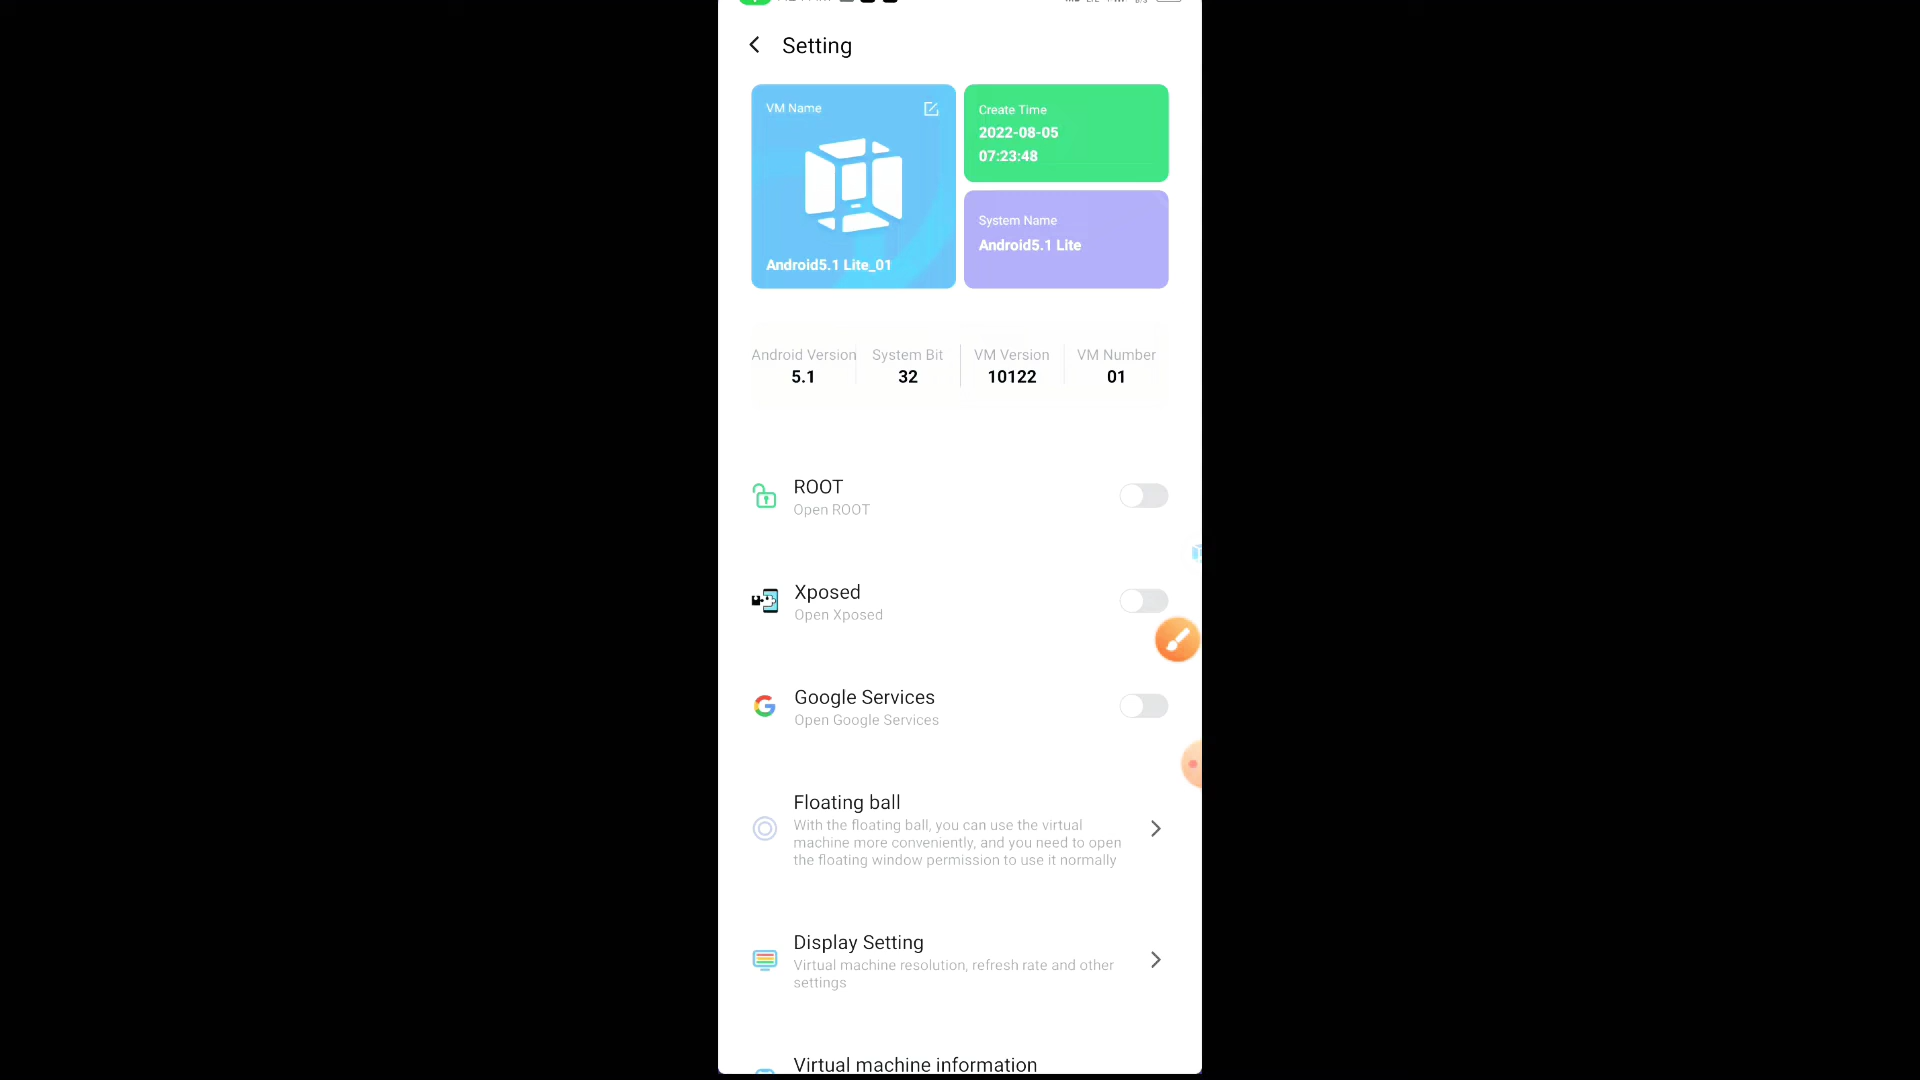 Setting
VM Name
Android5.1 Lite_01
Create Time
2022-08-05
07:23:48
System Name
Android5.1 Lite
Android Version
5.1
System Bit
32
VM Version
10122
VM Number
01
ROOT
Open ROOT
Xposed
Open Xposed
Google Services
Open Google Services
Floating ball
With the floating ball, you can use the virtual
machine more conveniently, and you need to open
the floating window permission to use it normally
Display Setting
Virtual machine resolution, refresh rate and other
settings
Virtual machine information